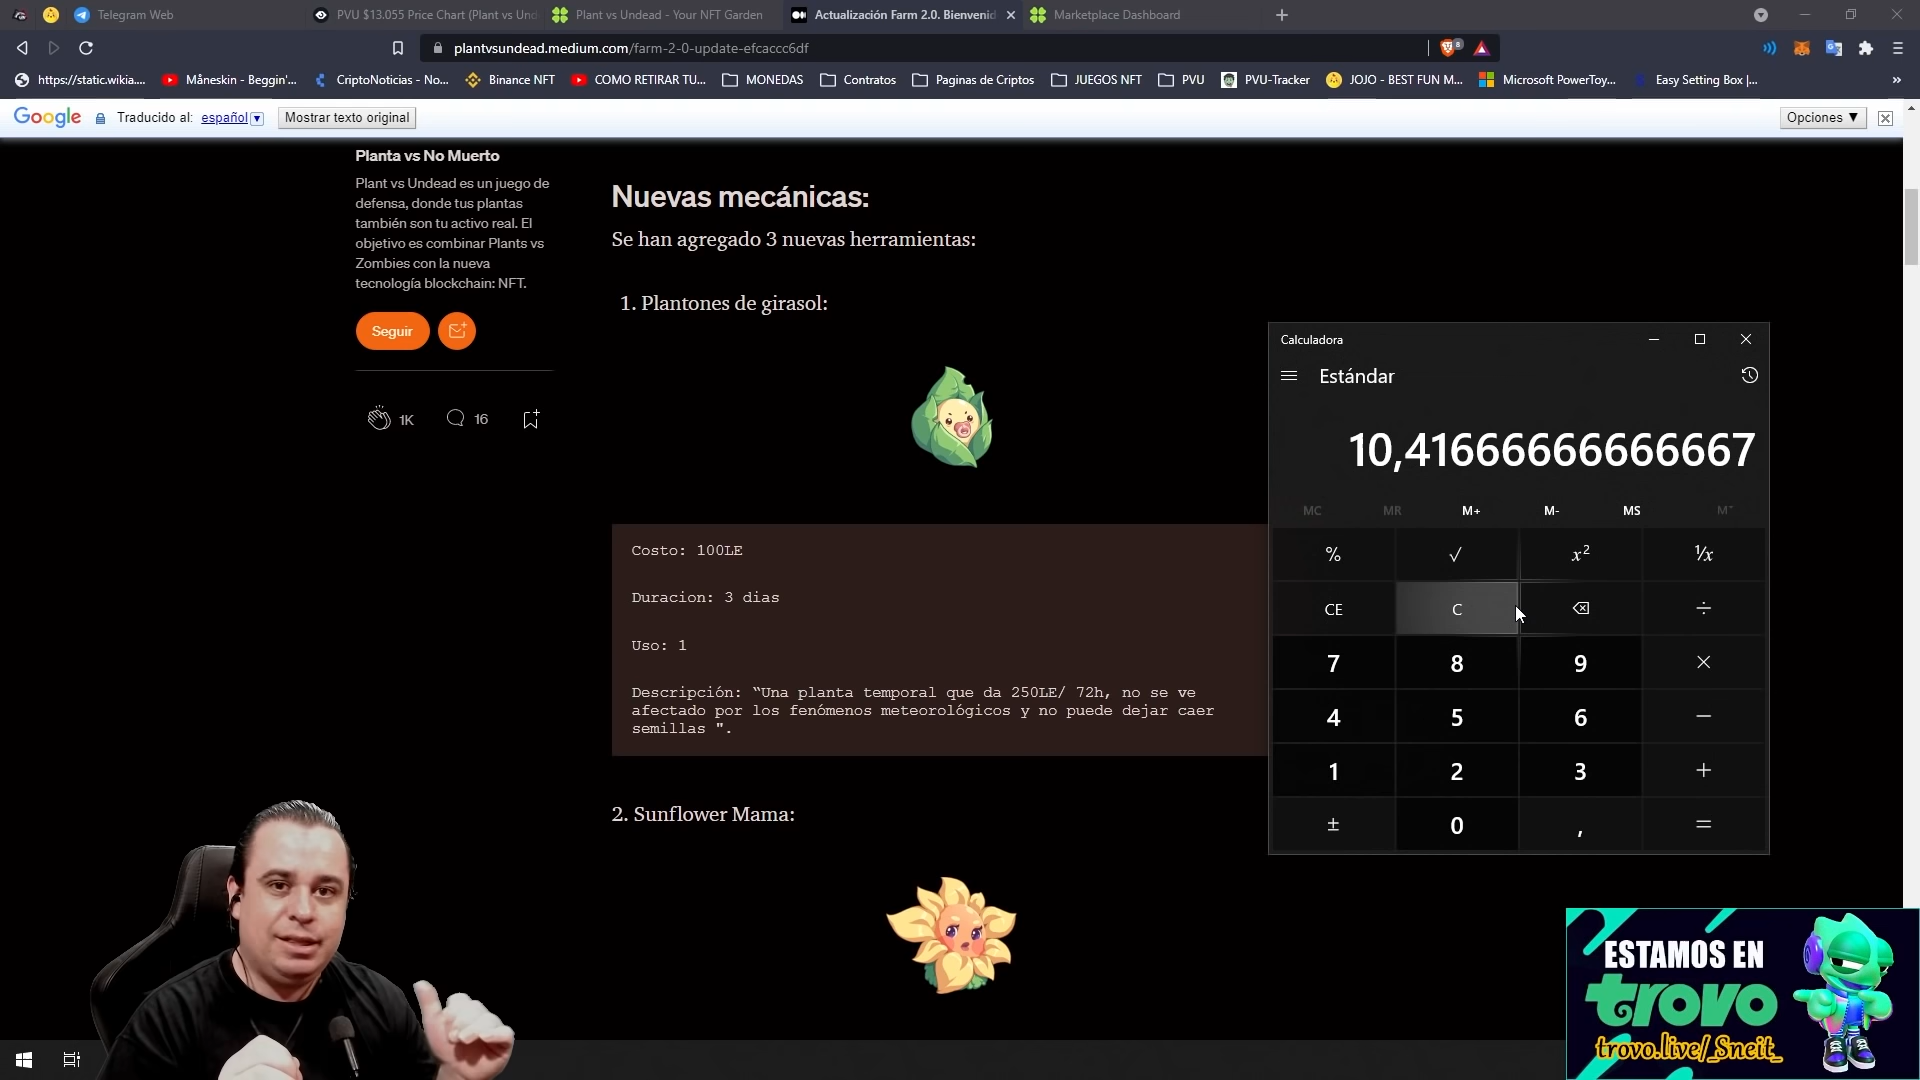 Telegram Web
PVU $13.055 Price Chart (Plant vs Und
Plant vs Undead - Your NFT Garden
Actualización Farm 2.0. Bienvenid
Marketplace Dashboard
plantvsundead.medium.com/farm-2-0-update-efcaccc6df
8
https://static.wikia....
Måneskin - Beggin'...
CriptoNoticias - No...
Binance NFT
COMO RETIRAR TU...
MONEDAS
Contratos
Paginas de Criptos
JUEGOS NFT
PVU
PVU-Tracker
JOJO - BEST FUN M...
Microsoft PowerToy...
Easy Setting Box |...
»
Google
Traducido al: español
Mostrar texto original
Opciones ▼
Planta vs No Muerto
Plant vs Undead es un juego de
defensa, donde tus plantas
también son tu activo real. El
objetivo es combinar Plants vs
Zombies con la nueva
tecnología blockchain: NFT.
Seguir
1K
16
Nuevas mecánicas:
Se han agregado 3 nuevas herramientas:
1. Plantones de girasol:
Costo: 100LE
Duracion: 3 dias
Uso: 1
Descripción: “Una planta temporal que da 250LE/ 72h, no se ve
afectado por los fenómenos meteorológicos y no puede dejar caer
semillas ".
2. Sunflower Mama:
Calculadora
Estándar
10,41666666666667
MC MR M+ M- MS M˅
% √ x² ¹/x
CE C ⌫ ÷
7 8 9 ×
4 5 6 −
1 2 3 +
± 0 , =
ESTAMOS EN
trovo
trovo.live/_Sneit_